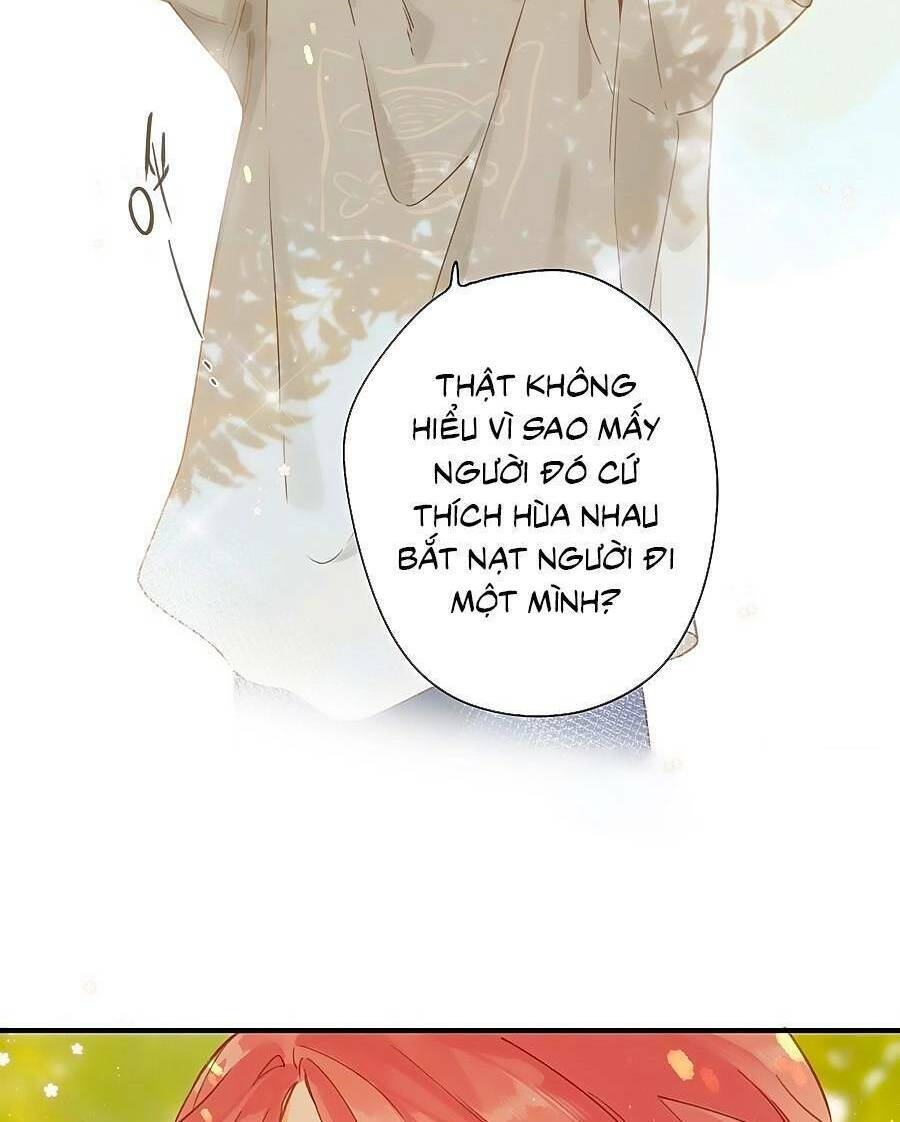 THẬT KHÔNG
HIỂU VÌ SAO MẤY
NGƯỜI ĐÓ CỨ
THÍCH HÙA NHAU
BẮT NẠT NGƯỜI ĐI
MỘT MÌNH?